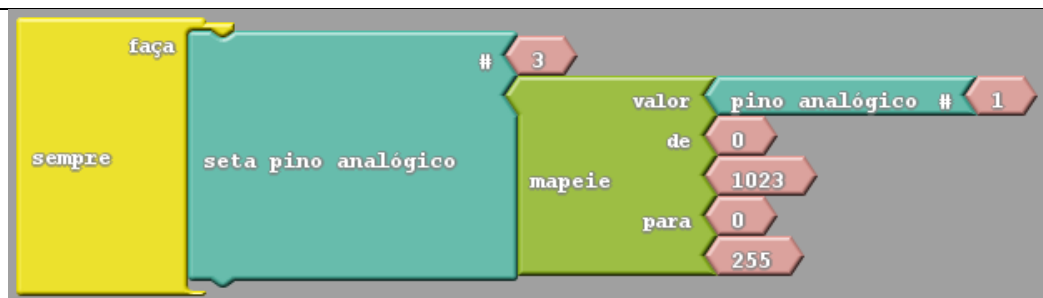 faça
# 3
valor pino analógico # 1
de 0
sempre seta pino analógico
mapeie 1023
para 0
255